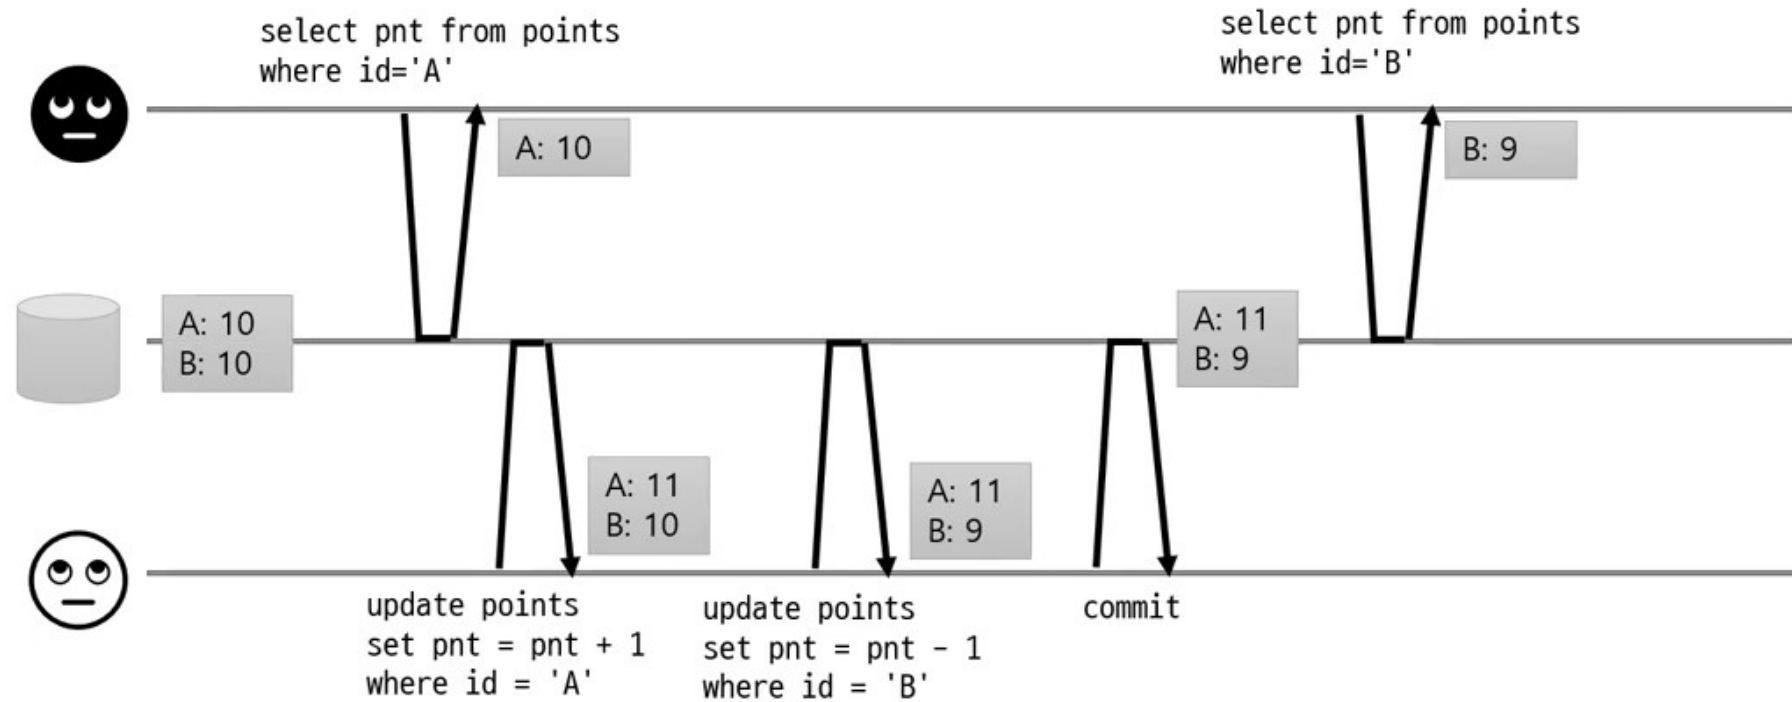 select pnt from points
where id='A'
select pnt from points
where id='B'
A: 10
B: 9
A: 10
B: 10
A: 11
B: 9
A: 11
B: 10
A: 11
B: 9
update points
set pnt = pnt + 1
where id = 'A'
update points
set pnt = pnt - 1
where id = 'B'
commit